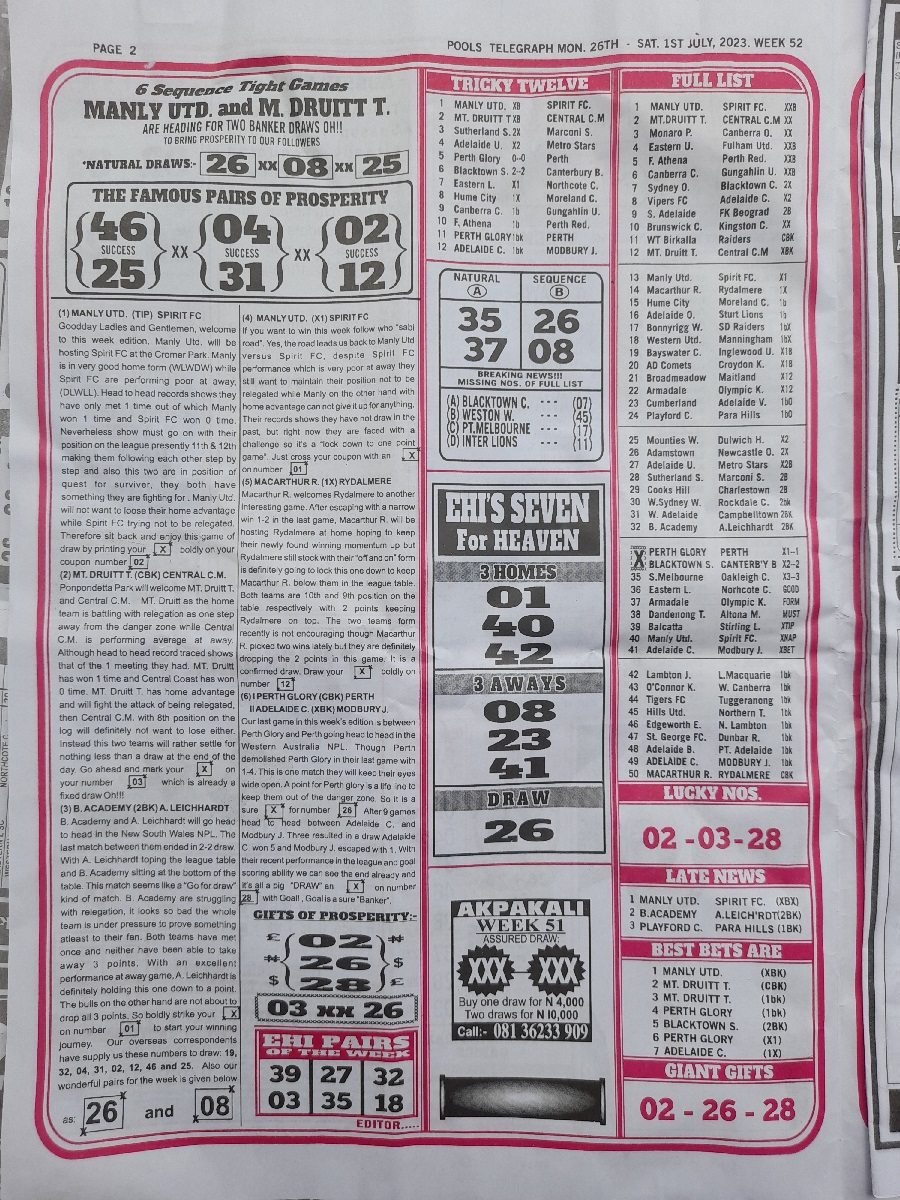 PAGE 2
POOLS TELEGRAPH MON. 26TH - SAT. 1ST JULY, 2023. WEEK 52
6 Sequence Tight Games
MANLY UTD. and M. DRUITT T.
ARE HEADING FOR TWO BANKER DRAWS OH!!
TO BRING PROSPERITY TO OUR FOLLOWERS
*NATURAL DRAWS:- 26 xx 08 xx 25
THE FAMOUS PAIRS OF PROSPERITY
46 04 02
SUCCESS XX SUCCESS XX SUCCESS
25 31 12
(1) MANLY UTD. (TIP) SPIRIT FC
Goodday Ladies and Gentlemen, welcome
to this week edition. Manly Utd. will be
hosting Spirit FC at the Cromer Park. Manly
is in very good home form (WLWDW) while
Spirit FC are performing poor at away,
(DLWLL). Head to head records shows they
have only met 1 time out of which Manly
won 1 time and Spirit FC won 0 time.
Nevertheless show must go on with their
position on the league presently 11th & 12th
making them following each other step by
step and also this two are in position of
quest for surviver, they both have
something they are fighting for. Manly Utd.
will not want to loose their home advantage
while Spirit FC trying not to be relegated.
Therefore sit back and enjoy this game of
draw by printing your X boldly on your
coupon number 02
(2) MT. DRUITT T. (CBK) CENTRAL C.M.
Ponpondetta Park will welcome MT. Druitt T.
and Central C.M. MT. Druitt as the home
team is battling with relegation as one step
away from the danger zone while Central
C.M. is performing average at away.
Although head to head record traced shows
that of the 1 meeting they had. MT. Druitt
has won 1 time and Central Coast has won
0 time. MT. Druitt T. has home advantage
and will fight the attack of being relegated,
then Central C.M. with 8th position on the
log will definitely not want to lose either.
Instead this two teams will rather settle for
nothing less than a draw at the end of the
day. Go ahead and mark your X on
your number 03 which is already a
fixed draw Oh!!!
(3) B. ACADEMY (2BK) A. LEICHHARDT
B. Academy and A. Leichhardt will go head
to head in the New South Wales NPL. The
last match between them ended in 2-2 draw.
With A. Leichhardt toping the league table
and B. Academy sitting at the bottom of the
table. This match seems like a "Go for draw"
kind of match. B. Academy are struggling
with relegation, it looks so bad the whole
team is under pressure to prove something
atleast to their fan. Both teams have met
once and neither have been able to take
away 3 points. With an excellent
performance at away game, A. Leichhardt is
definitely holding this one down to a point.
The bulls on the other hand are not about to
drop all 3 points. So boldly strike your X
on number 01 to start your winning
journey. Our overseas correspondents
have supply us these numbers to draw: 19,
32, 04, 31, 02, 12, 46 and 25. Also our
wonderful pairs for the week is given below
as: 26 and 08
(4) MANLY UTD. (X1) SPIRIT FC
If you want to win this week follow who "sabi
road". Yes, the road leads us back to Manly Utd
versus Spirit FC, despite Spirit FC
performance which is very poor at away they
still want to maintain their position not to be
relegated while Manly on the other hand with
home advantage can not give it up for anything.
Their records shows they have not draw in the
past, but right now they are faced with a
challenge so it's a "lock down to one point
game". Just cross your coupon with an X
on number 01
(5) MACARTHUR R. (1X) RYDALMERE
Macarthur R. welcomes Rydalmere to another
interesting game. After escaping with a narrow
win 1-2 in the last game, Macarthur R. will be
hosting Rydalmere at home hoping to keep
their newly found winning momentum up but
Rydalmere still stock with their "off and on" form
is definitely going to lock this one down to keep
Macarthur R. below them in the league table.
Both teams are 10th and 9th position on the
table respectively with 2 points keeping
Rydalmere on top. The two teams form
recently is not encouraging though Macarthur
R. picked two wins lately but they are definitely
dropping the 2 points in this game. It is a
confirmed draw. Draw your X boldly on
number 12
(6) I PERTH GLORY (CBK) PERTH
II ADELAIDE C. (XBK) MODBURY J.
Our last game in this week's edition is between
Perth Glory and Perth going head to head in the
Western Australia NPL. Though Perth
demolished Perth Glory in their last game with
1-4. This is one match they will keep their eyes
wide open. A point for Perth glory is a life line to
keep them out of the danger zone. So it is a
sure X for number 26 After 9 games
head to head between Adelaide C. and
Modbury J. Three resulted in a draw Adelaide
C. won 5 and Modbury J. escaped with 1. With
their recent performance in the league and goal
scoring ability we can see the end already and
it's all a big "DRAW" an X on number
28 with Goal!, Goal is a sure "Banker".
GIFTS OF PROSPERITY:-
£ 02 ₦
₦ 26 $
$ 28 £
03 xx 26
EHI PAIRS
OF THE WEEK
39 27 32
03 35 18
EDITOR.....
TRICKY TWELVE
1 MANLY UTD. XB SPIRIT FC.
2 MT. DRUITT T XB CENTRAL C.M
3 Sutherland S. 2X Marconi S.
4 Adelaide U. X2 Metro Stars
5 Perth Glory 0-0 Perth
6 Blacktown S. 2-2 Canterbury B.
7 Eastern L. X1 Northcote C.
8 Hume City 1X Moreland C.
9 Canberra C. 1b Gungahlin U.
10 F. Athena 1b Perth Red.
11 PERTH GLORY 1bk PERTH
12 ADELAIDE C. 1bk MODBURY J.
NATURAL SEQUENCE
A B
35 26
37 08
BREAKING NEWS!!!
MISSING NOS. OF FULL LIST
(A) BLACKTOWN C. --- (07)
(B) WESTON W. --- (45)
(C) PT.MELBOURNE --- (17)
(D) INTER LIONS --- (11)
EHI'S SEVEN
For HEAVEN
3 HOMES
01
40
42
3 AWAYS
08
23
41
DRAW
26
AKPAKALI
WEEK 51
ASSURED DRAW:
XXX - XXX
Buy one draw for N 4,000
Two draws for N 10,000
Call:- 081 36233 909
FULL LIST
1 MANLY UTD. SPIRIT FC. XXB
2 MT.DRUITT T. CENTRAL C.M XX
3 Monaro P. Canberra O. XX
4 Eastern U. Fulham Utd. XXB
5 F. Athena Perth Red. XXB
6 Canberra C. Gungahlin U. XXB
7 Sydney O. Blacktown C. 2X
8 Vipers FC Adelaide C. X2
9 S. Adelaide FK Beograd 2B
10 Brunswick C. Kingston C. XX
11 WT Birkalla Raiders CBK
12 MT. Druitt T. Central C.M XBK
13 Manly Utd. Spirit FC. X1
14 Macarthur R. Rydalmere 1X
15 Hume City Moreland C. 1b
16 Adelaide O. Sturt Lions 1b
17 Bonnyrigg W. SD Raiders 1bX
18 Western Utd. Manningham 1bX
19 Bayswater C. Inglewood U. X1B
20 AD Comets Croydon K. X1B
21 Broadmeadow Maitland X12
22 Armadale Olympic K. X12
23 Cumberland Adelaide V. 1b0
24 Playford C. Para Hills 1b0
25 Mounties W. Dulwich H. X2
26 Adamstown Newcastle O. 2X
27 Adelaide U. Metro Stars X2B
28 Sutherland S. Marconi S. 2B
29 Cooks Hill Charlestown 2B
30 W.Sydney W. Rockdale C. 2bk
31 W. Adelaide Campbelltown 2BK
32 B. Academy A.Leichhardt 2BK
X PERTH GLORY PERTH X1-1
BLACKTOWN S. CANTERB'Y B X2-2
35 S.Melbourne Oakleigh C. X3-3
36 Eastern L. Norhcote C. GOOD
37 Armadale Olympic K. FORM
38 Dandenong T. Altona M. MUST
39 Balcatta Stirling L. XTIP
40 Manly Utd. Spirit FC. XNAP
41 Adelaide C. Modbury J. XBET
42 Lambton J. L.Macquarie 1bk
43 O'Connor K. W. Canberra 1bk
44 Tigers FC Tuggeranong 1bk
45 Hills Utd. Northern T. 1bk
46 Edgeworth E. N. Lambton 1bk
47 St. George FC. Dunbar R. 1bk
48 Adelaide B. PT. Adelaide 1bk
49 ADELAIDE C. MODBURY J. 1bk
50 MACARTHUR R. RYDALMERE CBK
LUCKY NOS.
02 -03-28
LATE NEWS
1 MANLY UTD. SPIRIT FC. (XBX)
2 B.ACADEMY A.LEICH'RDT(2BK)
3 PLAYFORD C. PARA HILLS (1BK)
BEST BETS ARE
1 MANLY UTD. (XBK)
2 MT. DRUITT T. (CBK)
3 MT. DRUITT T. (1bk)
4 PERTH GLORY (1bk)
5 BLACKTOWN S. (2BK)
6 PERTH GLORY (X1)
7 ADELAIDE C. (1X)
GIANT GIFTS
02 - 26 - 28